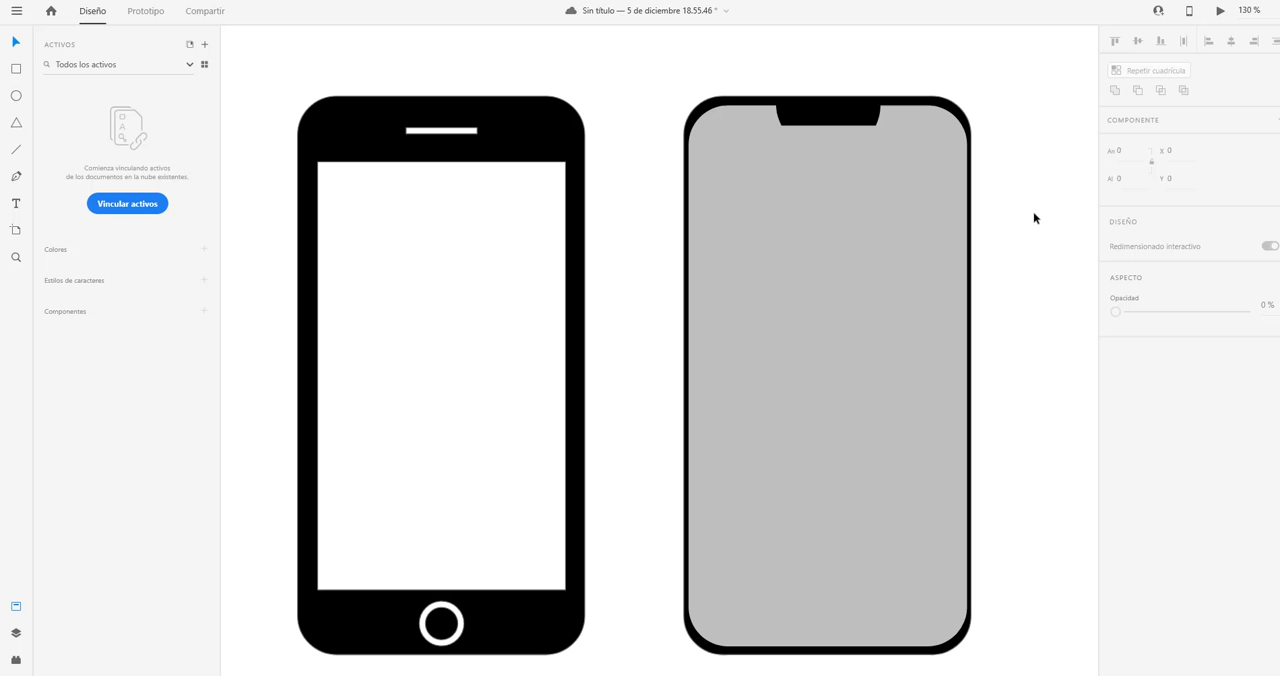 Diseño
Prototipo
Compartir
Sin título — 5 de diciembre 18.55.46 *
130 %
ACTIVOS
Todos los activos
Comienza vinculando activos
de los documentos en la nube existentes.
Vincular activos
Colores
Estilos de caracteres
Componentes
Repetir cuadrícula
COMPONENTE
An 0
X 0
Al 0
Y 0
DISEÑO
Redimensionado interactivo
ASPECTO
Opacidad
0 %